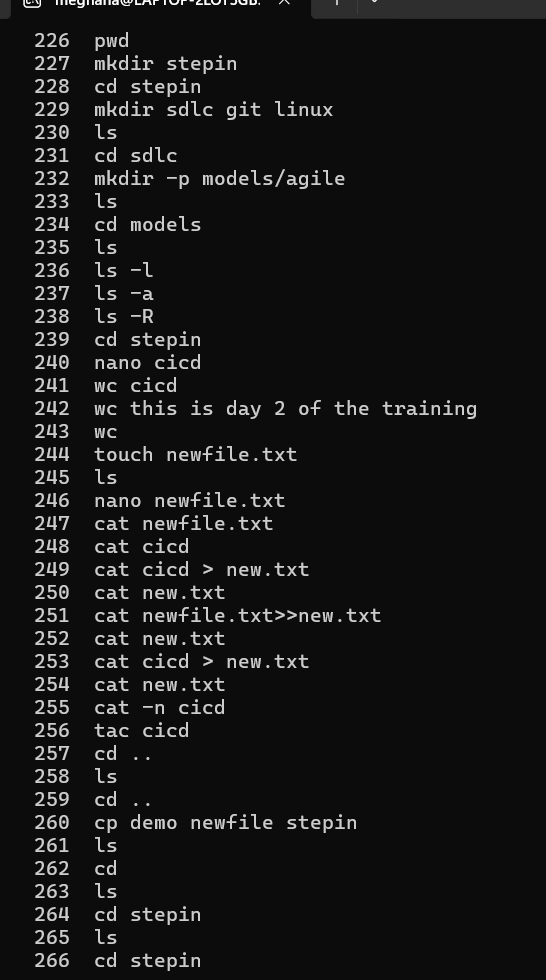 226 pwd
227 mkdir stepin
228 cd stepin
229 mkdir sdlc git linux
230 ls
231 cd sdlc
232 mkdir -p models/agile
233 ls
234 cd models
235 ls
236 ls -l
237 ls -a
238 ls -R
239 cd stepin
240 nano cicd
241 wc cicd
242 wc this is day 2 of the training
243 wc
244 touch newfile.txt
245 ls
246 nano newfile.txt
247 cat newfile.txt
248 cat cicd
249 cat cicd > new.txt
250 cat new.txt
251 cat newfile.txt>>new.txt
252 cat new.txt
253 cat cicd > new.txt
254 cat new.txt
255 cat -n cicd
256 tac cicd
257 cd ..
258 ls
259 cd ..
260 cp demo newfile stepin
261 ls
262 cd
263 ls
264 cd stepin
265 ls
266 cd stepin